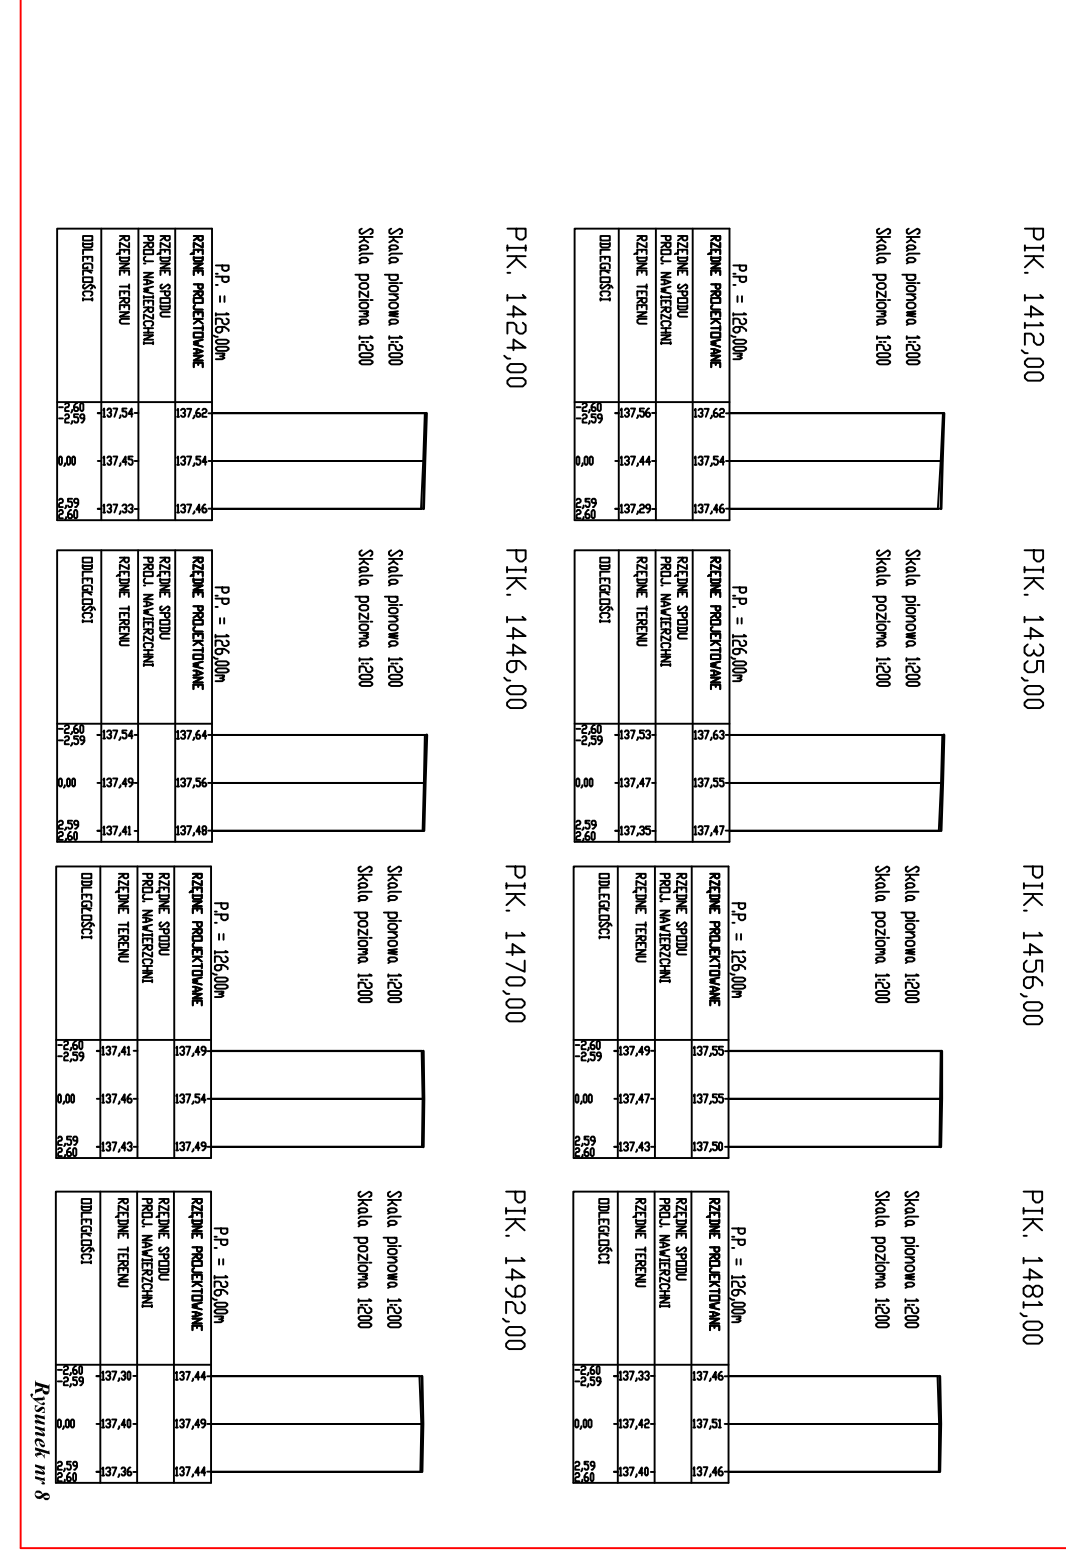 PIK. 1412,00
Skala pionowa 1:200
Skala pozioma 1:200
P.P. = 126,00m
RZĘDNE PROJEKTOWANE 137,62 137,54 137,46
RZĘDNE SPODU
PROJ. NAWIERZCHNI
RZĘDNE TERENU 137,56 137,44 137,29
ODLEGŁOŚCI -2,60 -2,59 0,00 2,59 2,60
PIK. 1435,00
Skala pionowa 1:200
Skala pozioma 1:200
P.P. = 126,00m
RZĘDNE PROJEKTOWANE 137,63 137,55 137,47
RZĘDNE SPODU
PROJ. NAWIERZCHNI
RZĘDNE TERENU 137,53 137,47 137,35
ODLEGŁOŚCI -2,60 -2,59 0,00 2,59 2,60
PIK. 1456,00
Skala pionowa 1:200
Skala pozioma 1:200
P.P. = 126,00m
RZĘDNE PROJEKTOWANE 137,55 137,55 137,50
RZĘDNE SPODU
PROJ. NAWIERZCHNI
RZĘDNE TERENU 137,49 137,47 137,43
ODLEGŁOŚCI -2,60 -2,59 0,00 2,59 2,60
PIK. 1481,00
Skala pionowa 1:200
Skala pozioma 1:200
P.P. = 126,00m
RZĘDNE PROJEKTOWANE 137,46 137,51 137,46
RZĘDNE SPODU
PROJ. NAWIERZCHNI
RZĘDNE TERENU 137,33 137,42 137,40
ODLEGŁOŚCI -2,60 -2,59 0,00 2,59 2,60
PIK. 1424,00
Skala pionowa 1:200
Skala pozioma 1:200
P.P. = 126,00m
RZĘDNE PROJEKTOWANE 137,62 137,54 137,46
RZĘDNE SPODU
PROJ. NAWIERZCHNI
RZĘDNE TERENU 137,54 137,45 137,33
ODLEGŁOŚCI -2,60 -2,59 0,00 2,59 2,60
PIK. 1446,00
Skala pionowa 1:200
Skala pozioma 1:200
P.P. = 126,00m
RZĘDNE PROJEKTOWANE 137,64 137,56 137,48
RZĘDNE SPODU
PROJ. NAWIERZCHNI
RZĘDNE TERENU 137,54 137,49 137,41
ODLEGŁOŚCI -2,60 -2,59 0,00 2,59 2,60
PIK. 1470,00
Skala pionowa 1:200
Skala pozioma 1:200
P.P. = 126,00m
RZĘDNE PROJEKTOWANE 137,49 137,54 137,49
RZĘDNE SPODU
PROJ. NAWIERZCHNI
RZĘDNE TERENU 137,41 137,46 137,43
ODLEGŁOŚCI -2,60 -2,59 0,00 2,59 2,60
PIK. 1492,00
Skala pionowa 1:200
Skala pozioma 1:200
P.P. = 126,00m
RZĘDNE PROJEKTOWANE 137,44 137,49 137,44
RZĘDNE SPODU
PROJ. NAWIERZCHNI
RZĘDNE TERENU 137,30 137,40 137,36
ODLEGŁOŚCI -2,60 -2,59 0,00 2,59 2,60
Rysunek nr 8